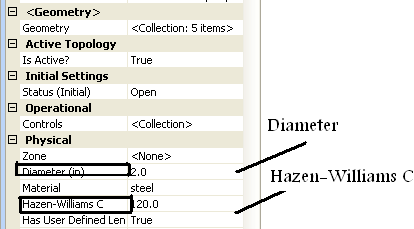 <Geometry>
Geometry <Collection: 5 items>
Active Topology
Is Active? True
Initial Settings
Status (Initial) Open
Operational
Controls <Collection>
Physical
Zone <None>
Diameter (in) 2.0
Material steel
Hazen-Williams C 120.0
Has User Defined Len True
Diameter
Hazen-Williams C